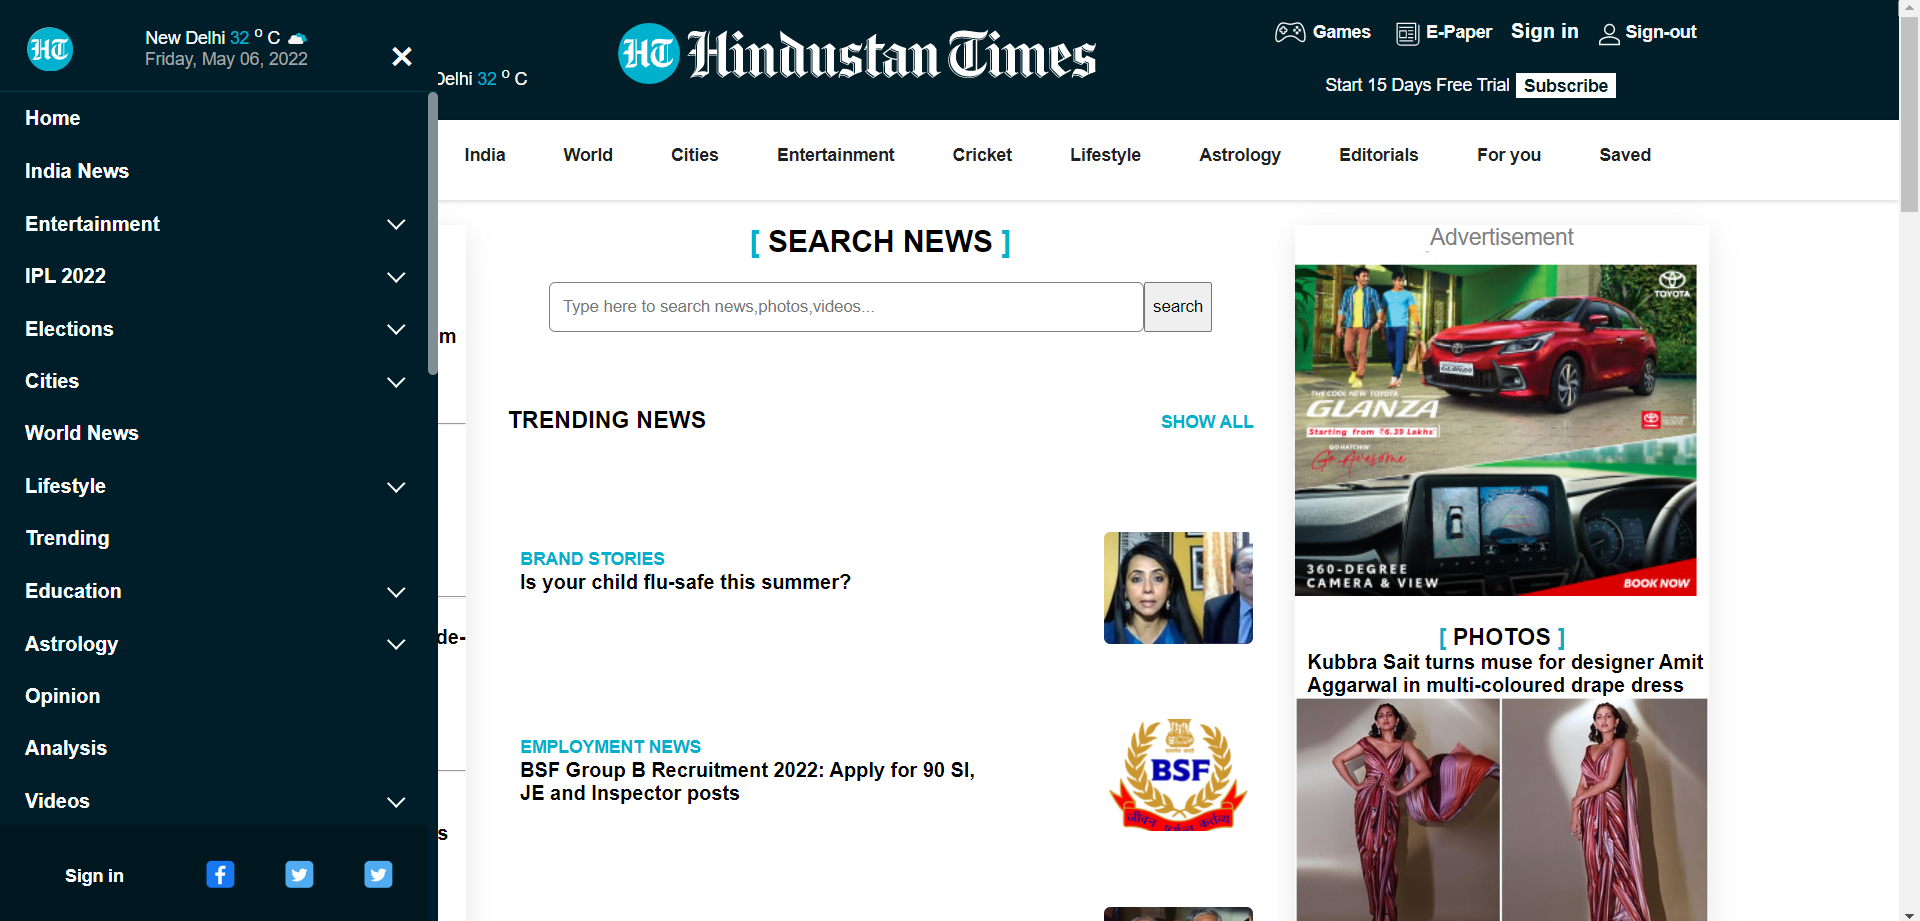 HT
New Delhi 32 o C
Friday, May 06, 2022
Home
India News
Entertainment
IPL 2022
Elections
Cities
World News
Lifestyle
Trending
Education
Astrology
Opinion
Analysis
Videos
Sign in
Delhi 32 o C
HT Hindustan Times
Games
E-Paper
Sign in
Sign-out
Start 15 Days Free Trial
Subscribe
India
World
Cities
Entertainment
Cricket
Lifestyle
Astrology
Editorials
For you
Saved
m
de-
s
[ SEARCH NEWS ]
Type here to search news,photos,videos...
search
TRENDING NEWS
SHOW ALL
BRAND STORIES
Is your child flu-safe this summer?
EMPLOYMENT NEWS
BSF Group B Recruitment 2022: Apply for 90 SI,
JE and Inspector posts
BSF
Advertisement
TOYOTA
THE COOL NEW TOYOTA
GLANZA
Starting from ₹6.39 Lakhs*
GO HATCHIN'
Go Awesome
360-DEGREE
CAMERA & VIEW
BOOK NOW
[ PHOTOS ]
Kubbra Sait turns muse for designer Amit
Aggarwal in multi-coloured drape dress